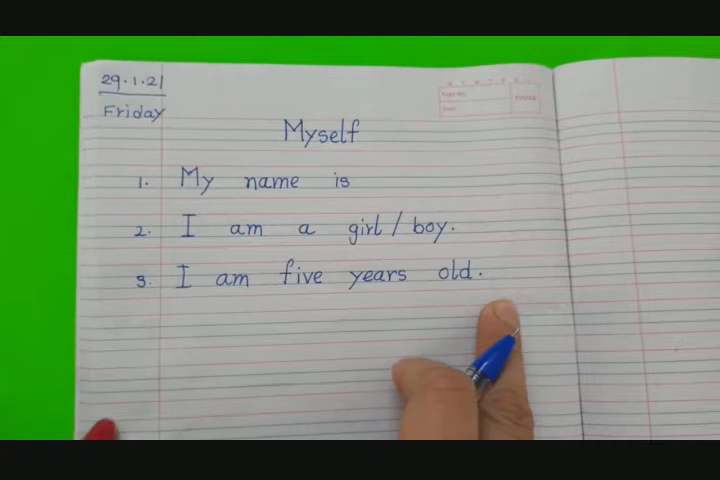 29.1.21
Friday
Myself
1. My name is
2. I am a girl/boy.
3. I am five years old.